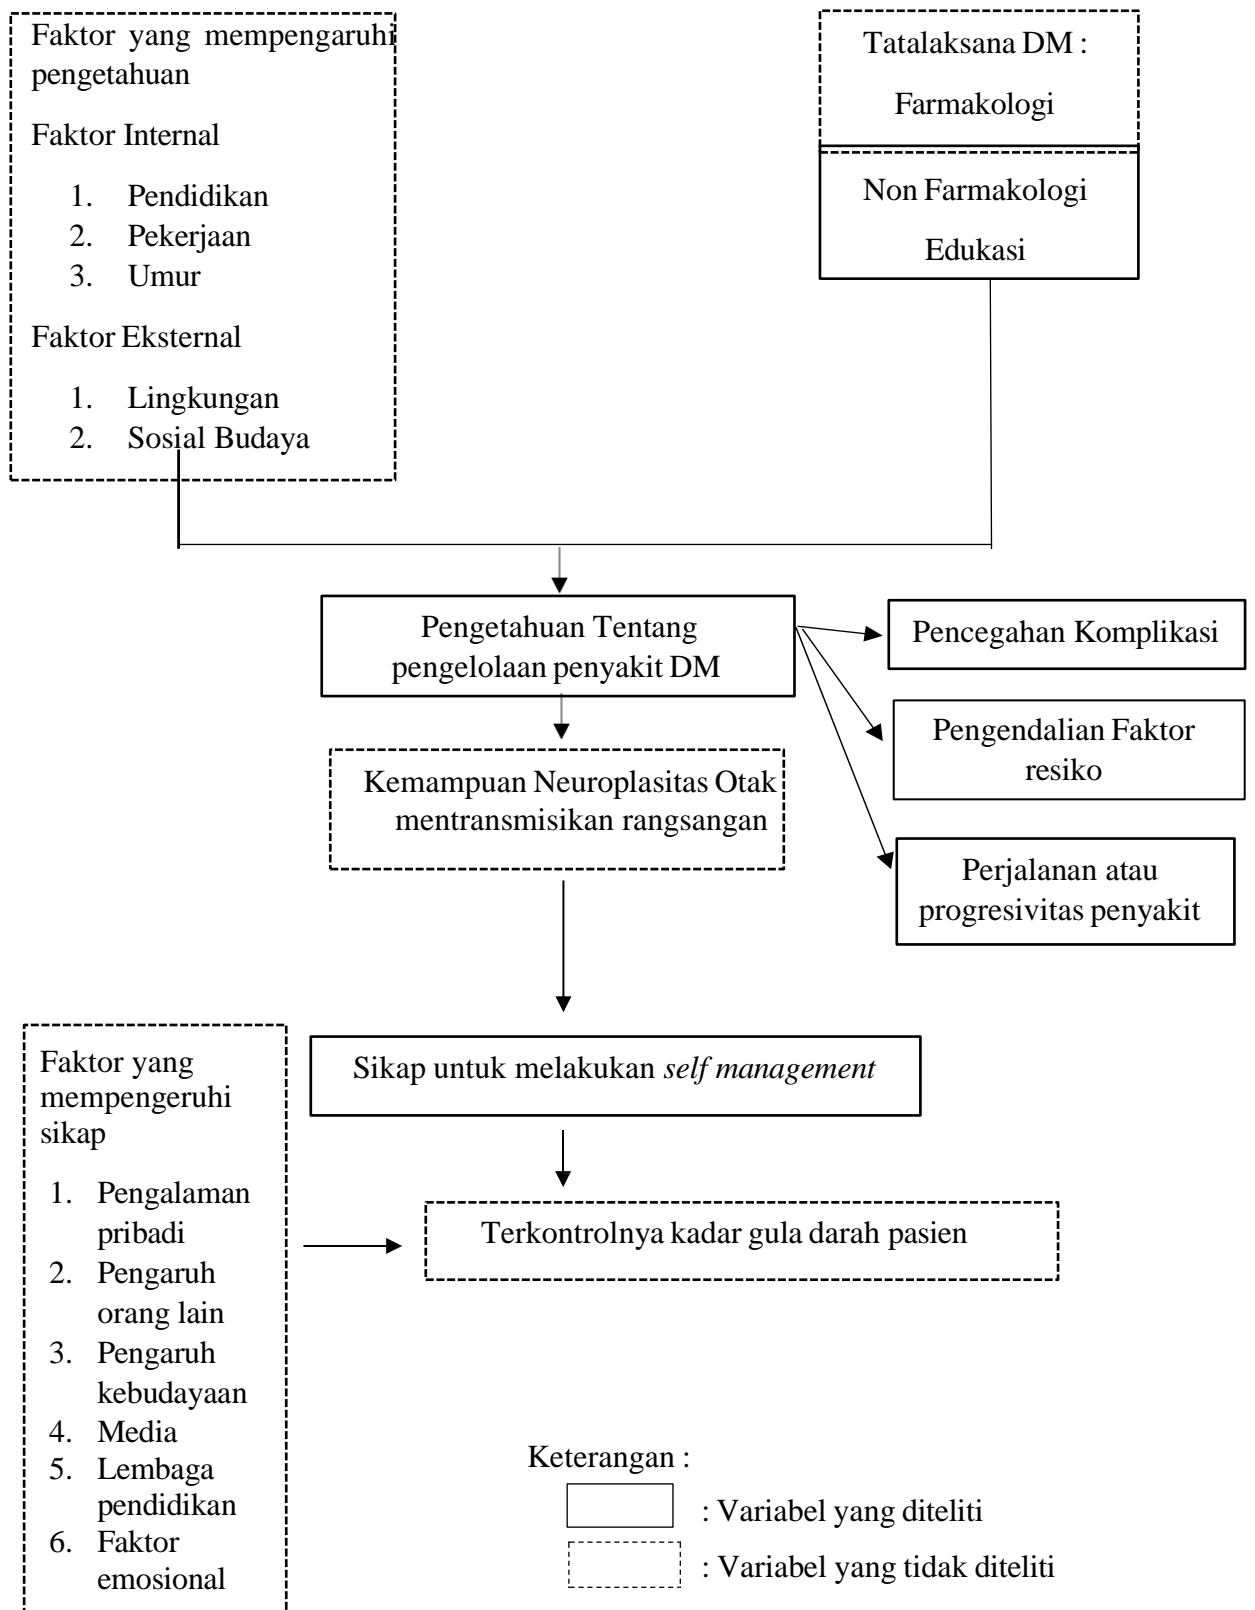 Faktor yang mempengaruhi
pengetahuan
Faktor Internal
1. Pendidikan
2. Pekerjaan
3. Umur
Faktor Eksternal
1. Lingkungan
2. Sosial Budaya
Tatalaksana DM :
Farmakologi
Non Farmakologi
Edukasi
Pengetahuan Tentang
pengelolaan penyakit DM
Pencegahan Komplikasi
Pengendalian Faktor
resiko
Perjalanan atau
progresivitas penyakit
Kemampuan Neuroplasitas Otak
mentransmisikan rangsangan
Sikap untuk melakukan self management
Faktor yang
mempengeruhi
sikap
1. Pengalaman
pribadi
2. Pengaruh
orang lain
3. Pengaruh
kebudayaan
4. Media
5. Lembaga
pendidikan
6. Faktor
emosional
Terkontrolnya kadar gula darah pasien
Keterangan :
: Variabel yang diteliti
: Variabel yang tidak diteliti